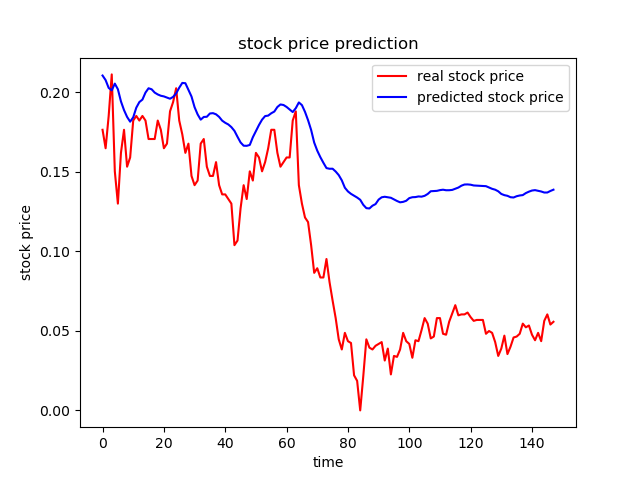 stock price prediction
real stock price
predicted stock price
0.20
0.15
0.10
0.05
0.00
stock price
0 20 40 60 80 100 120 140
time